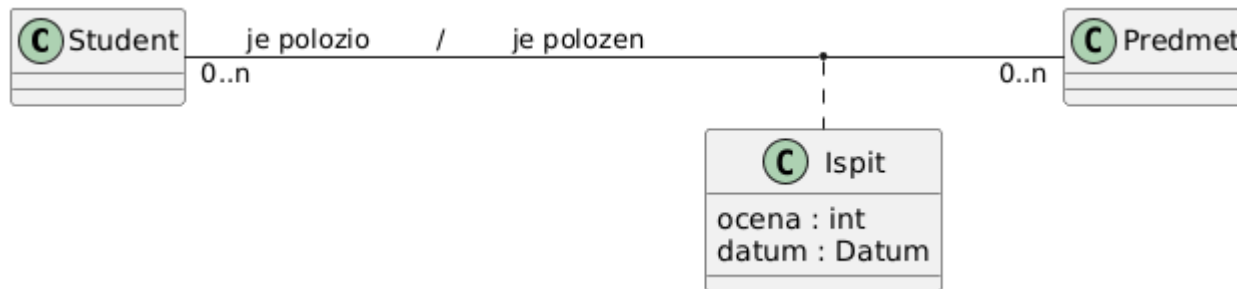 C Student
je polozio / je polozen
C Predmet
0..n
0..n
C Ispit
ocena : int
datum : Datum